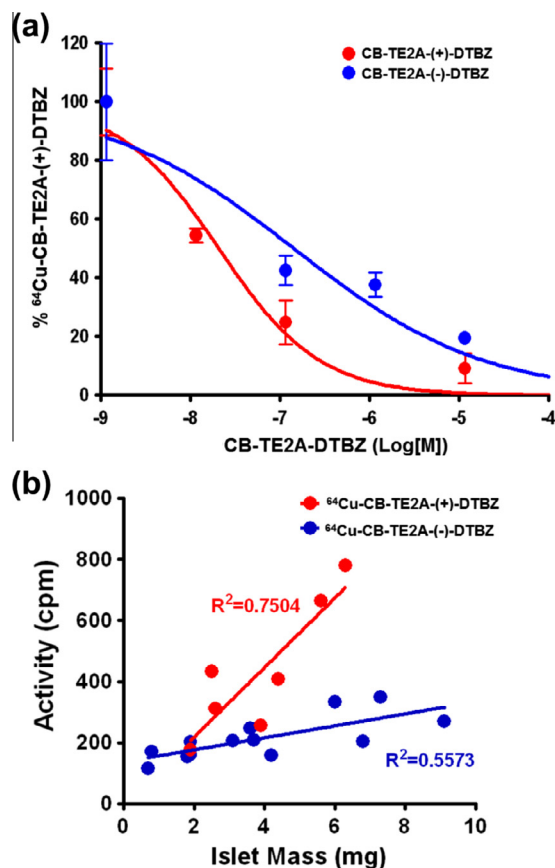 (a)
120
100
80
60
40
20
0
% ⁶⁴Cu-CB-TE2A-(+)-DTBZ
CB-TE2A-(+)-DTBZ
CB-TE2A-(-)-DTBZ
-9 -8 -7 -6 -5 -4
CB-TE2A-DTBZ (Log[M])
(b)
1000
800
600
400
200
0
Activity (cpm)
⁶⁴Cu-CB-TE2A-(+)-DTBZ
⁶⁴Cu-CB-TE2A-(-)-DTBZ
R²=0.7504
R²=0.5573
0 2 4 6 8 10
Islet Mass (mg)